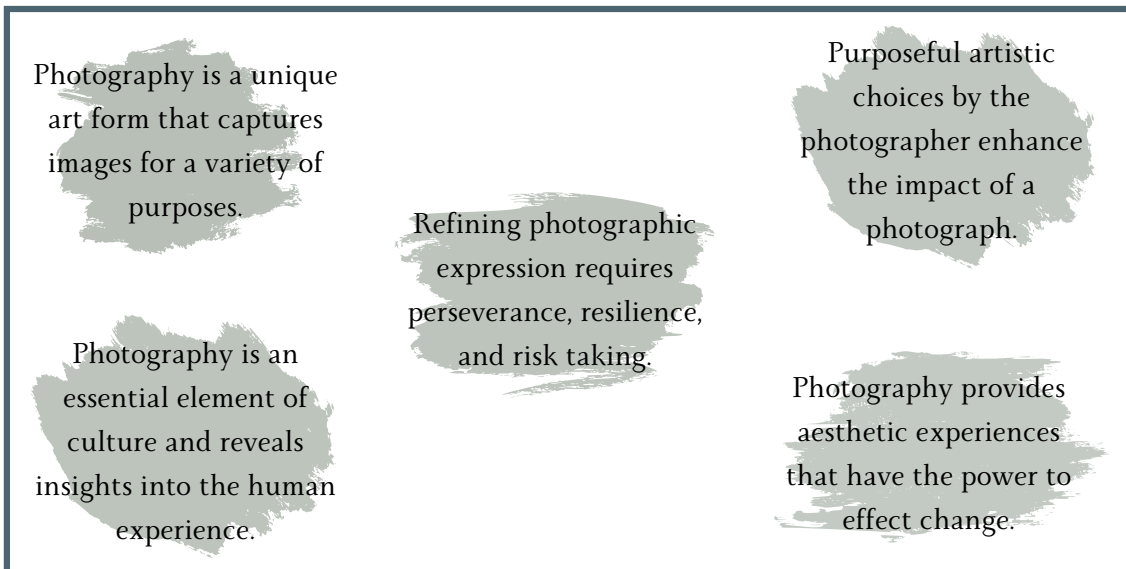 Photography is a unique
art form that captures
images for a variety of
purposes.
Purposeful artistic
choices by the
photographer enhance
the impact of a
photograph.
Refining photographic
expression requires
perseverance, resilience,
and risk taking.
Photography is an
essential element of
culture and reveals
insights into the human
experience.
Photography provides
aesthetic experiences
that have the power to
effect change.